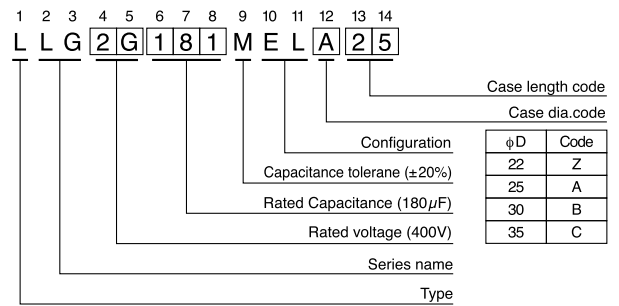 1 2 3 4 5 6 7 8 9 10 11 12 13 14
L L G 2 G 1 8 1 M E L A 2 5
Case length code
Case dia.code
Configuration
Capacitance tolerane (±20%)
Rated Capacitance (180µF)
Rated voltage (400V)
Series name
Type
ϕD Code
22 Z
25 A
30 B
35 C